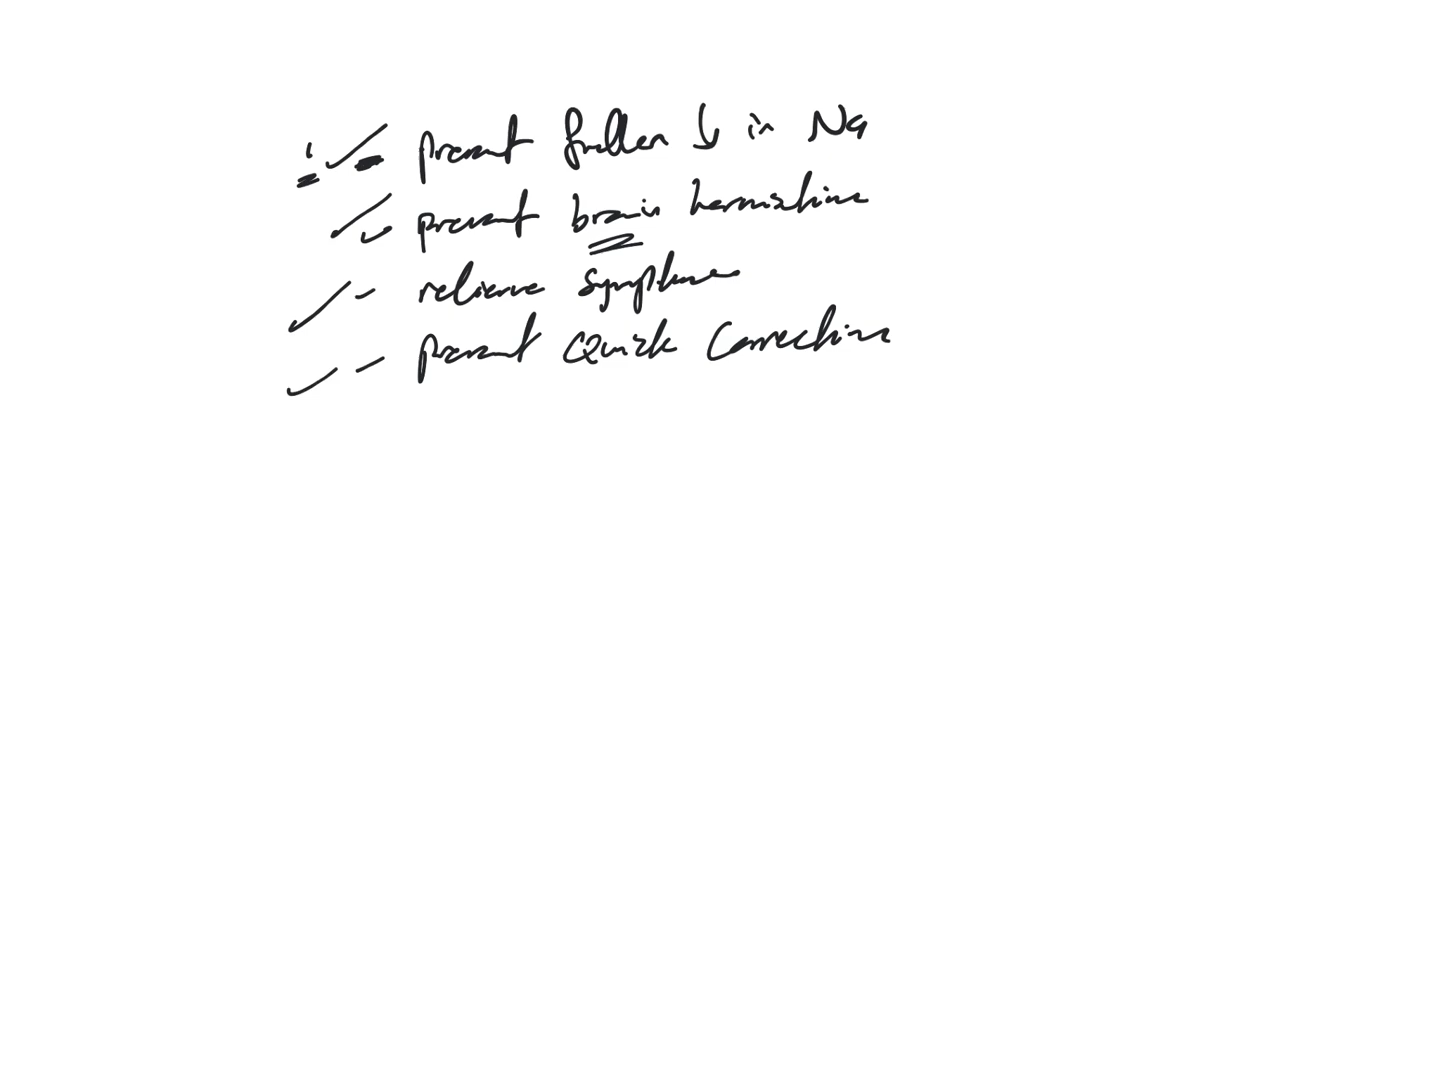 prevent further ↓ in Na
prevent brain herniation
- relieve symptoms
- prevent quick correction